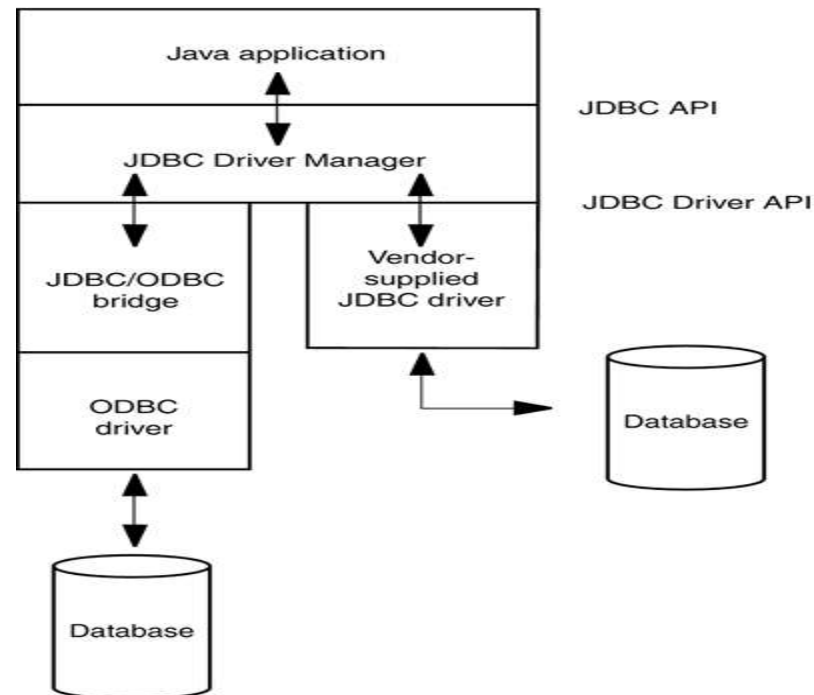 Java application
JDBC API
JDBC Driver Manager
JDBC Driver API
JDBC/ODBC
bridge
Vendor-
supplied
JDBC driver
ODBC
driver
Database
Database